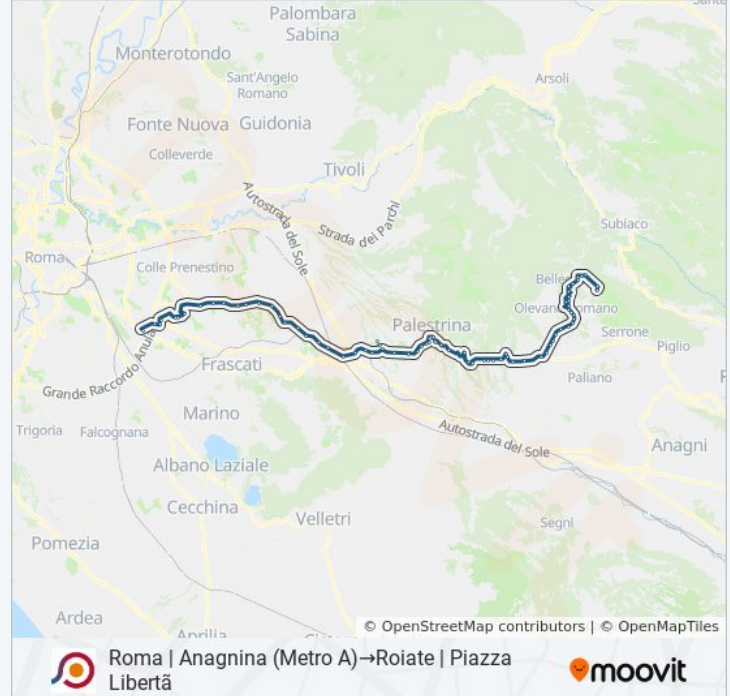 Palombara
Sabina
Monterotondo
Arsoli
Sant'Angelo
Romano
Fonte Nuova
Guidonia
Colleverde
Tivoli
Autostrada del Sole
Strada dei Parchi
Subiaco
Roma
Colle Prenestino
Belle
Olevano Romano
Palestrina
Serrone
Piglio
Grande Raccordo Anula
Frascati
Paliano
Marino
Trigoria
Falcognana
Autostrada del Sole
Anagni
Albano Laziale
Cecchina
Velletri
Segni
Pomezia
Ardea
Aprilia
© OpenStreetMap contributors | © OpenMapTiles
Roma | Anagnina (Metro A)→Roiate | Piazza
Libertã
moovit